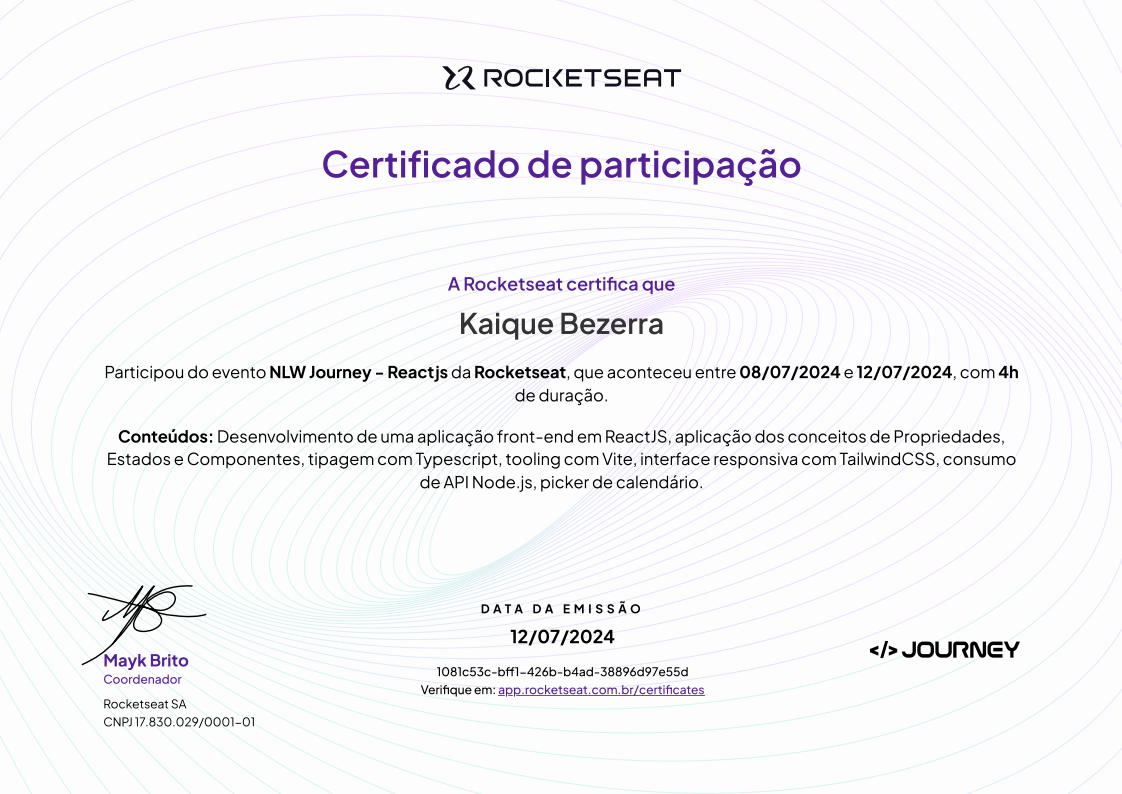 ROCKETSEAT
Certificado de participação
A Rocketseat certifica que
Kaique Bezerra
Participou do evento NLW Journey - Reactjs da Rocketseat, que aconteceu entre 08/07/2024 e 12/07/2024, com 4h
de duração.
Conteúdos: Desenvolvimento de uma aplicação front-end em ReactJS, aplicação dos conceitos de Propriedades,
Estados e Componentes, tipagem com Typescript, tooling com Vite, interface responsiva com TailwindCSS, consumo
de API Node.js, picker de calendário.
Mayk Brito
Coordenador
Rocketseat SA
CNPJ 17.830.029/0001-01
DATA DA EMISSÃO
12/07/2024
1081c53c-bff1-426b-b4ad-38896d97e55d
Verifique em: app.rocketseat.com.br/certificates
</> JOURNEY